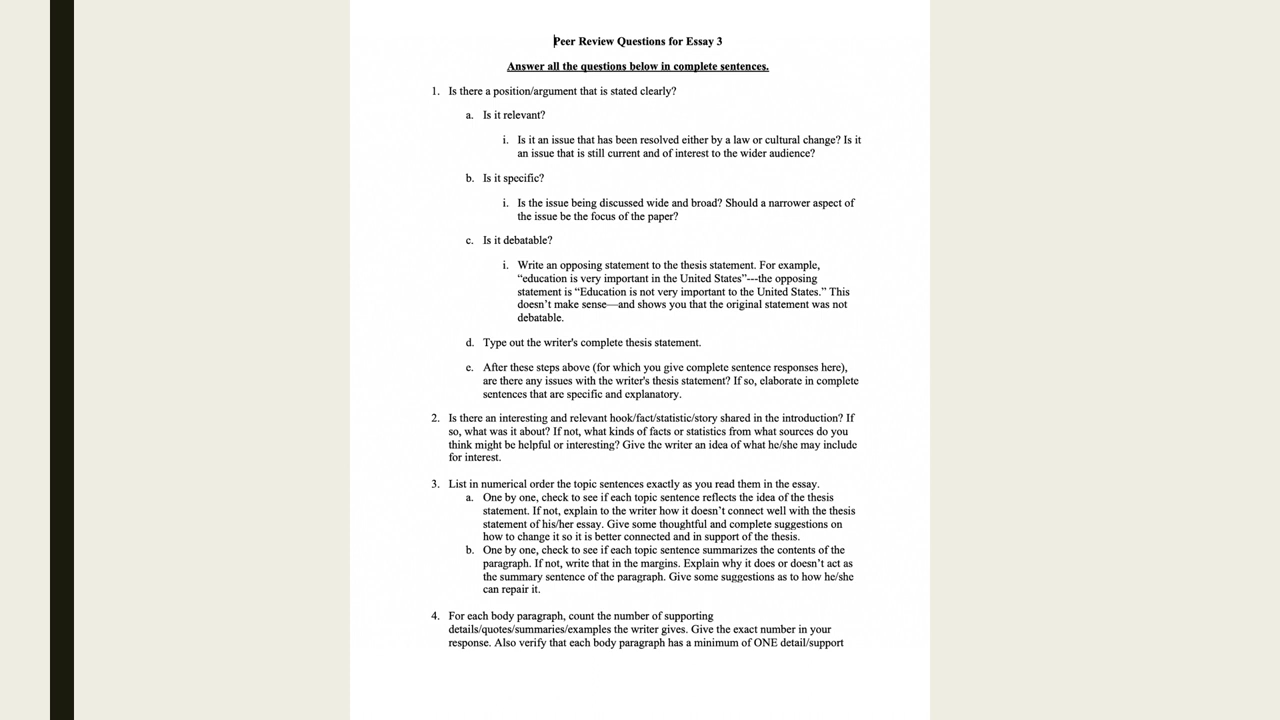 Peer Review Questions for Essay 3
Answer all the questions below in complete sentences.
1. Is there a position/argument that is stated clearly?
a. Is it relevant?
i. Is it an issue that has been resolved either by a law or cultural change? Is it
an issue that is still current and of interest to the wider audience?
b. Is it specific?
i. Is the issue being discussed wide and broad? Should a narrower aspect of
the issue be the focus of the paper?
c. Is it debatable?
i. Write an opposing statement to the thesis statement. For example,
“education is very important in the United States”---the opposing
statement is “Education is not very important to the United States.” This
doesn’t make sense—and shows you that the original statement was not
debatable.
d. Type out the writer's complete thesis statement.
e. After these steps above (for which you give complete sentence responses here),
are there any issues with the writer's thesis statement? If so, elaborate in complete
sentences that are specific and explanatory.
2. Is there an interesting and relevant hook/fact/statistic/story shared in the introduction? If
so, what was it about? If not, what kinds of facts or statistics from what sources do you
think might be helpful or interesting? Give the writer an idea of what he/she may include
for interest.
3. List in numerical order the topic sentences exactly as you read them in the essay.
a. One by one, check to see if each topic sentence reflects the idea of the thesis
statement. If not, explain to the writer how it doesn’t connect well with the thesis
statement of his/her essay. Give some thoughtful and complete suggestions on
how to change it so it is better connected and in support of the thesis.
b. One by one, check to see if each topic sentence summarizes the contents of the
paragraph. If not, write that in the margins. Explain why it does or doesn’t act as
the summary sentence of the paragraph. Give some suggestions as to how he/she
can repair it.
4. For each body paragraph, count the number of supporting
details/quotes/summaries/examples the writer gives. Give the exact number in your
response. Also verify that each body paragraph has a minimum of ONE detail/support